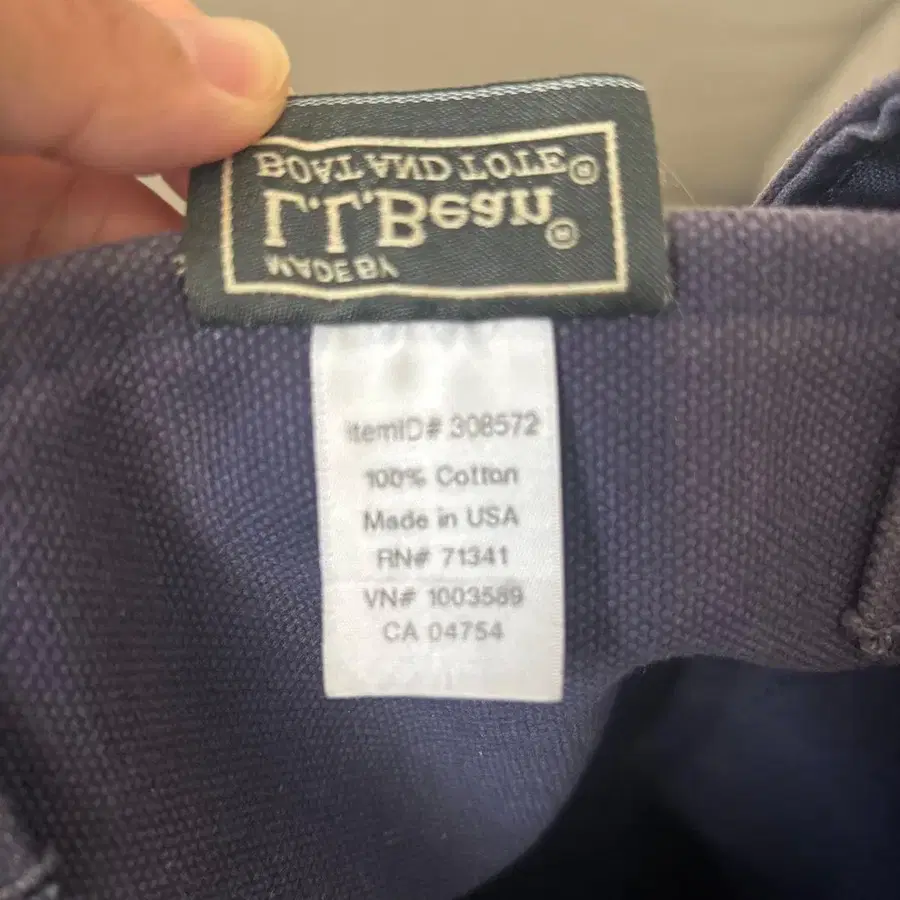 BOAT AND TOTE®
L.L.Bean®
MADE BY
ItemID# 308572
100% Cotton
Made in USA
RN# 71341
VN# 1003589
CA 04754